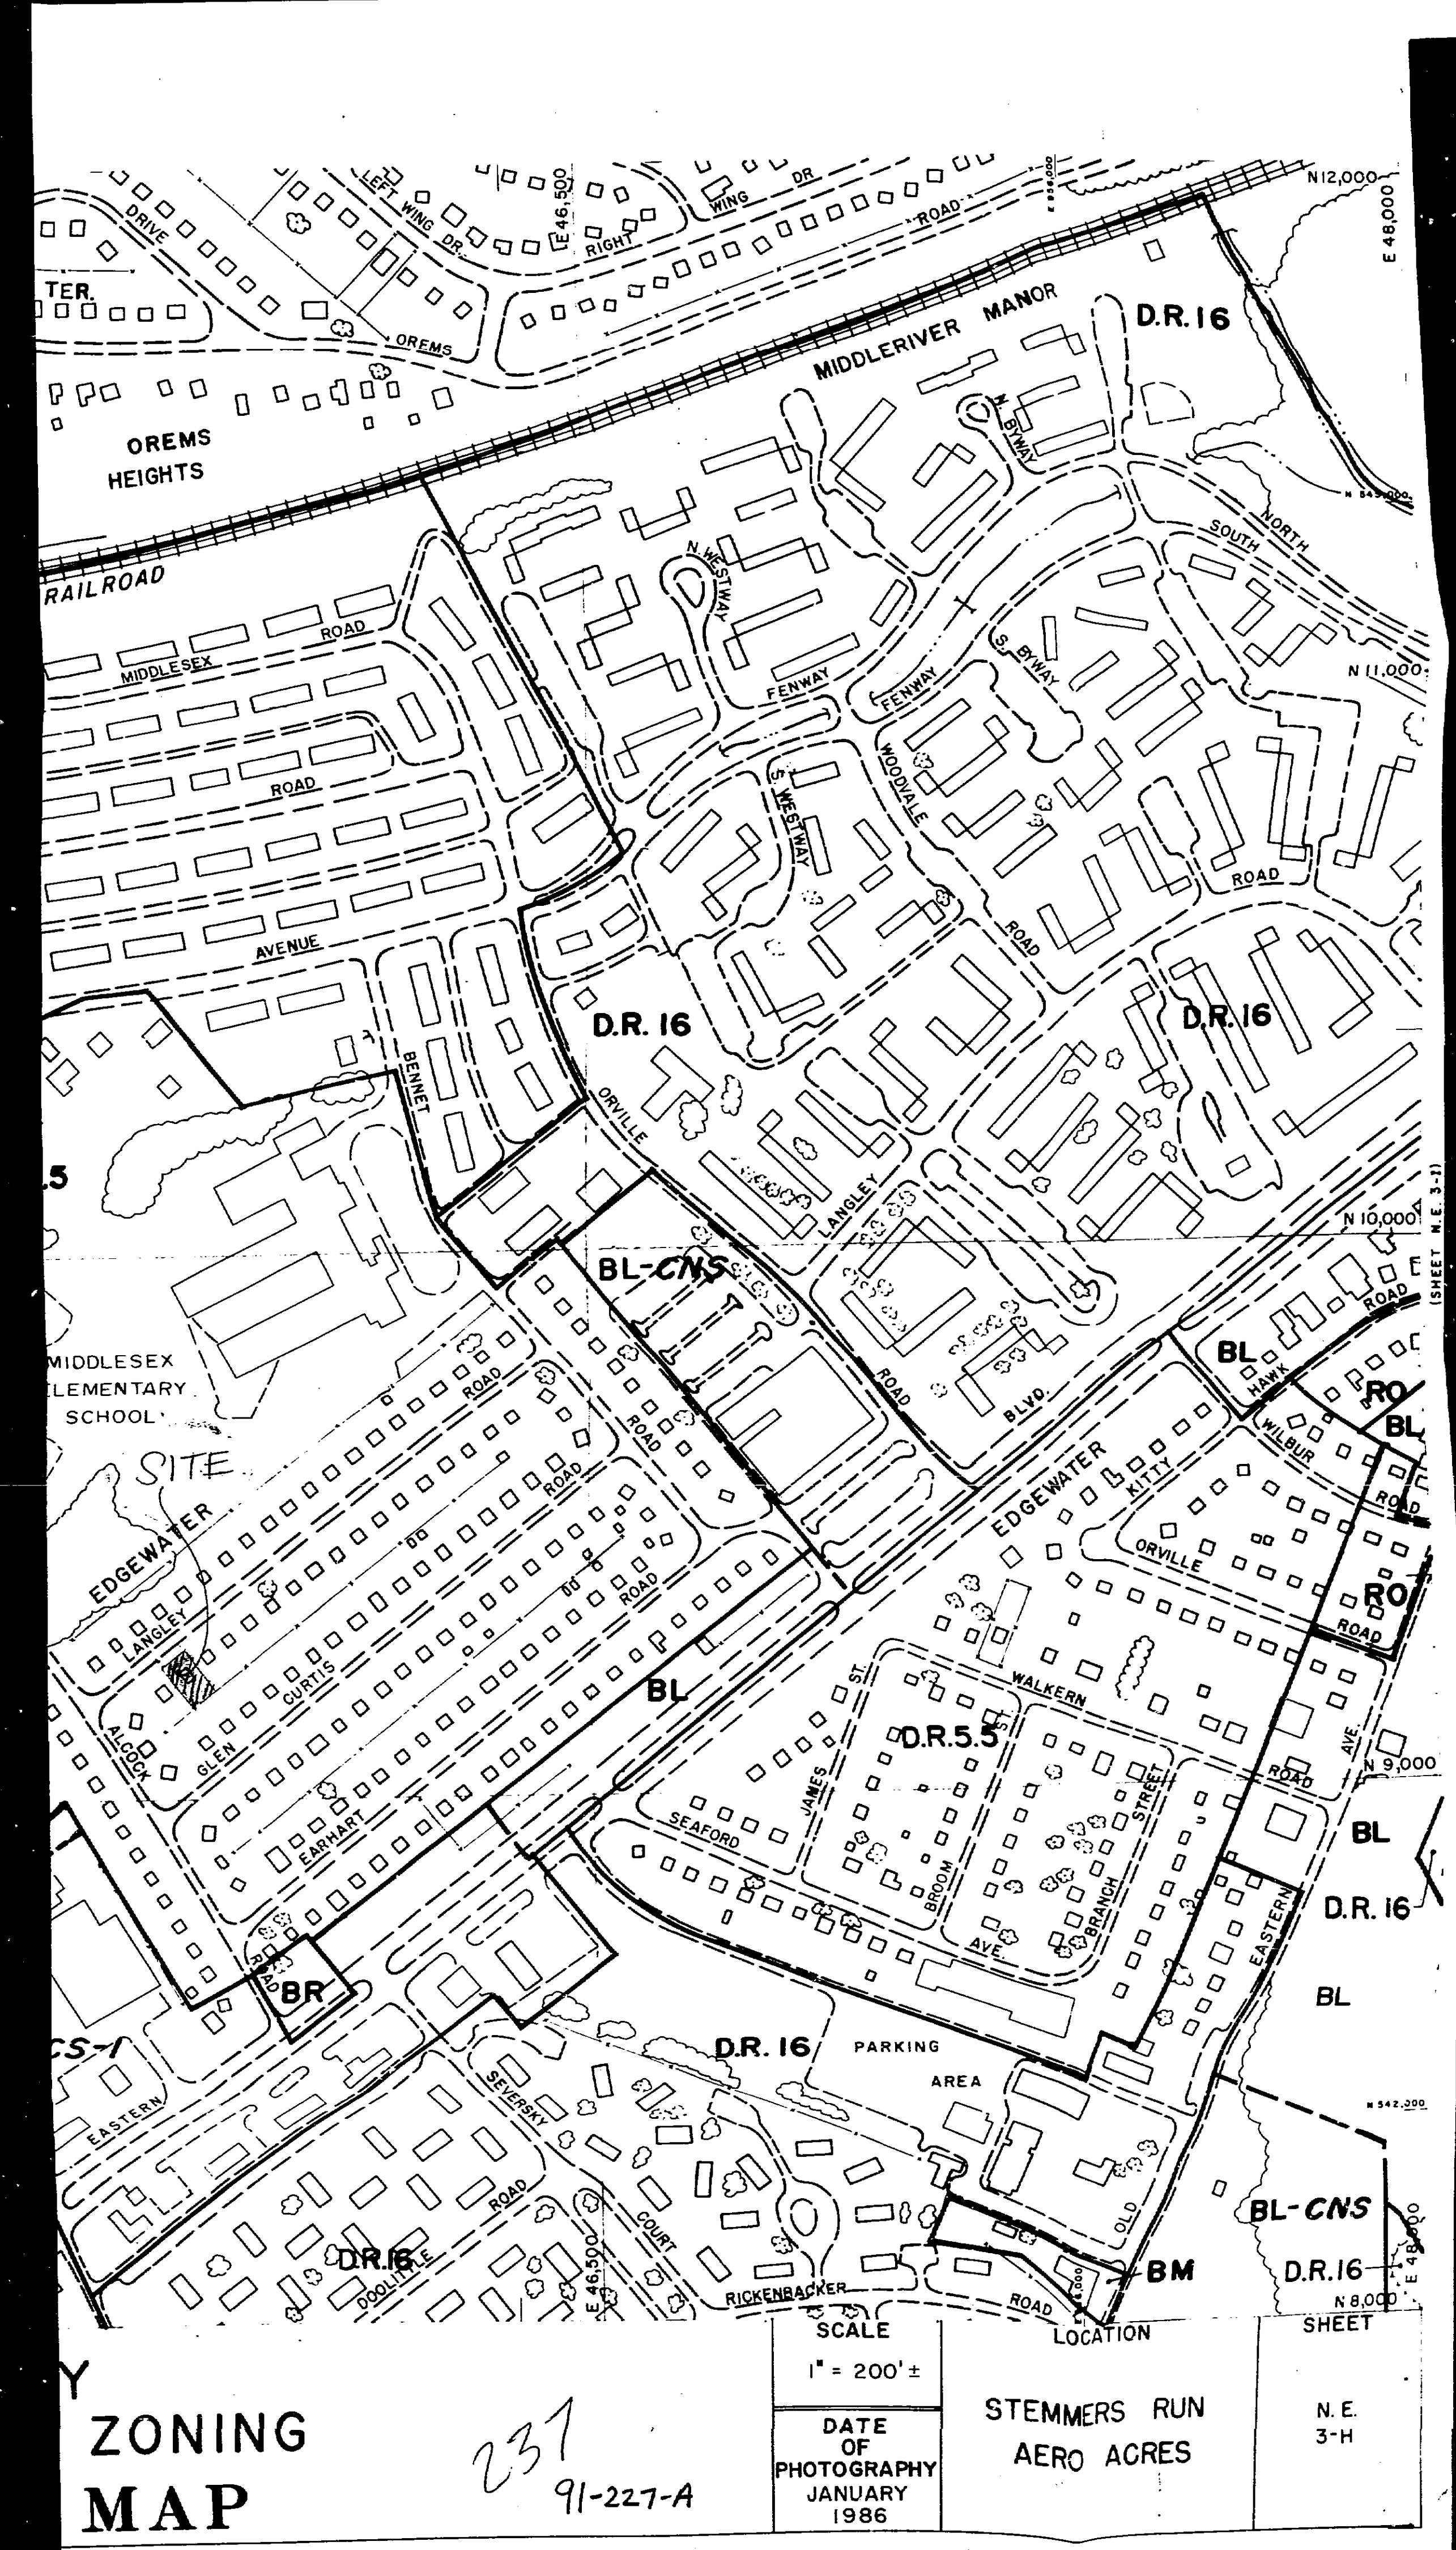 N12,000
E 48,000
E 46,500
LEFT WING DR.
RIGHT
WING
DR
ROAD
DRIVE
TER.
OREMS
MIDDLERIVER MANOR
D.R.16
OREMS
HEIGHTS
N. BYWAY
NORTH
SOUTH
RAILROAD
N. WESTWAY
MIDDLESEX
ROAD
S. BYWAY
N 11,000
FENWAY
FENWAY
ROAD
S. WESTWAY
WOODVALE
ROAD
ROAD
AVENUE
D.R. 16
D.R. 16
BENNET
ORVILLE
.5
LANGLEY
(SHEET N.E. 3-I)
N 10,000
BL-CNS
ROAD
BL
HAWK
MIDDLESEX
LEMENTARY
SCHOOL
ROAD
ROAD
ROAD
BLVD.
RO
BL
WILBUR
ROAD
SITE
EDGEWATER
ROAD
EDGEWATER
KITTY
ORVILLE
ROAD
RO
ROAD
LANGLEY
CURTIS
GLEN
ALCOCK
BL
ST.
WALKERN
ST.
D.R.5.5
JAMES
STREET
ROAD
AVE.
N 9,000
EARHART
SEAFORD
BROOM
BRANCH
AVE.
BL
D.R. 16
EASTERN
ROAD
BR
BL
CS-1
D.R. 16
PARKING
AREA
EASTERN
SEVERSKY
N 542,000
ROAD
COURT
OLD
BL-CNS
D.R.16
DOOLITTLE
E 46,500
RICKENBACKER
ROAD
BM
D.R.16
N 8,000
Y
ZONING
MAP
237
91-227-A
SCALE
1" = 200' ±
DATE
OF
PHOTOGRAPHY
JANUARY
1986
LOCATION
STEMMERS RUN
AERO ACRES
SHEET
N. E.
3-H